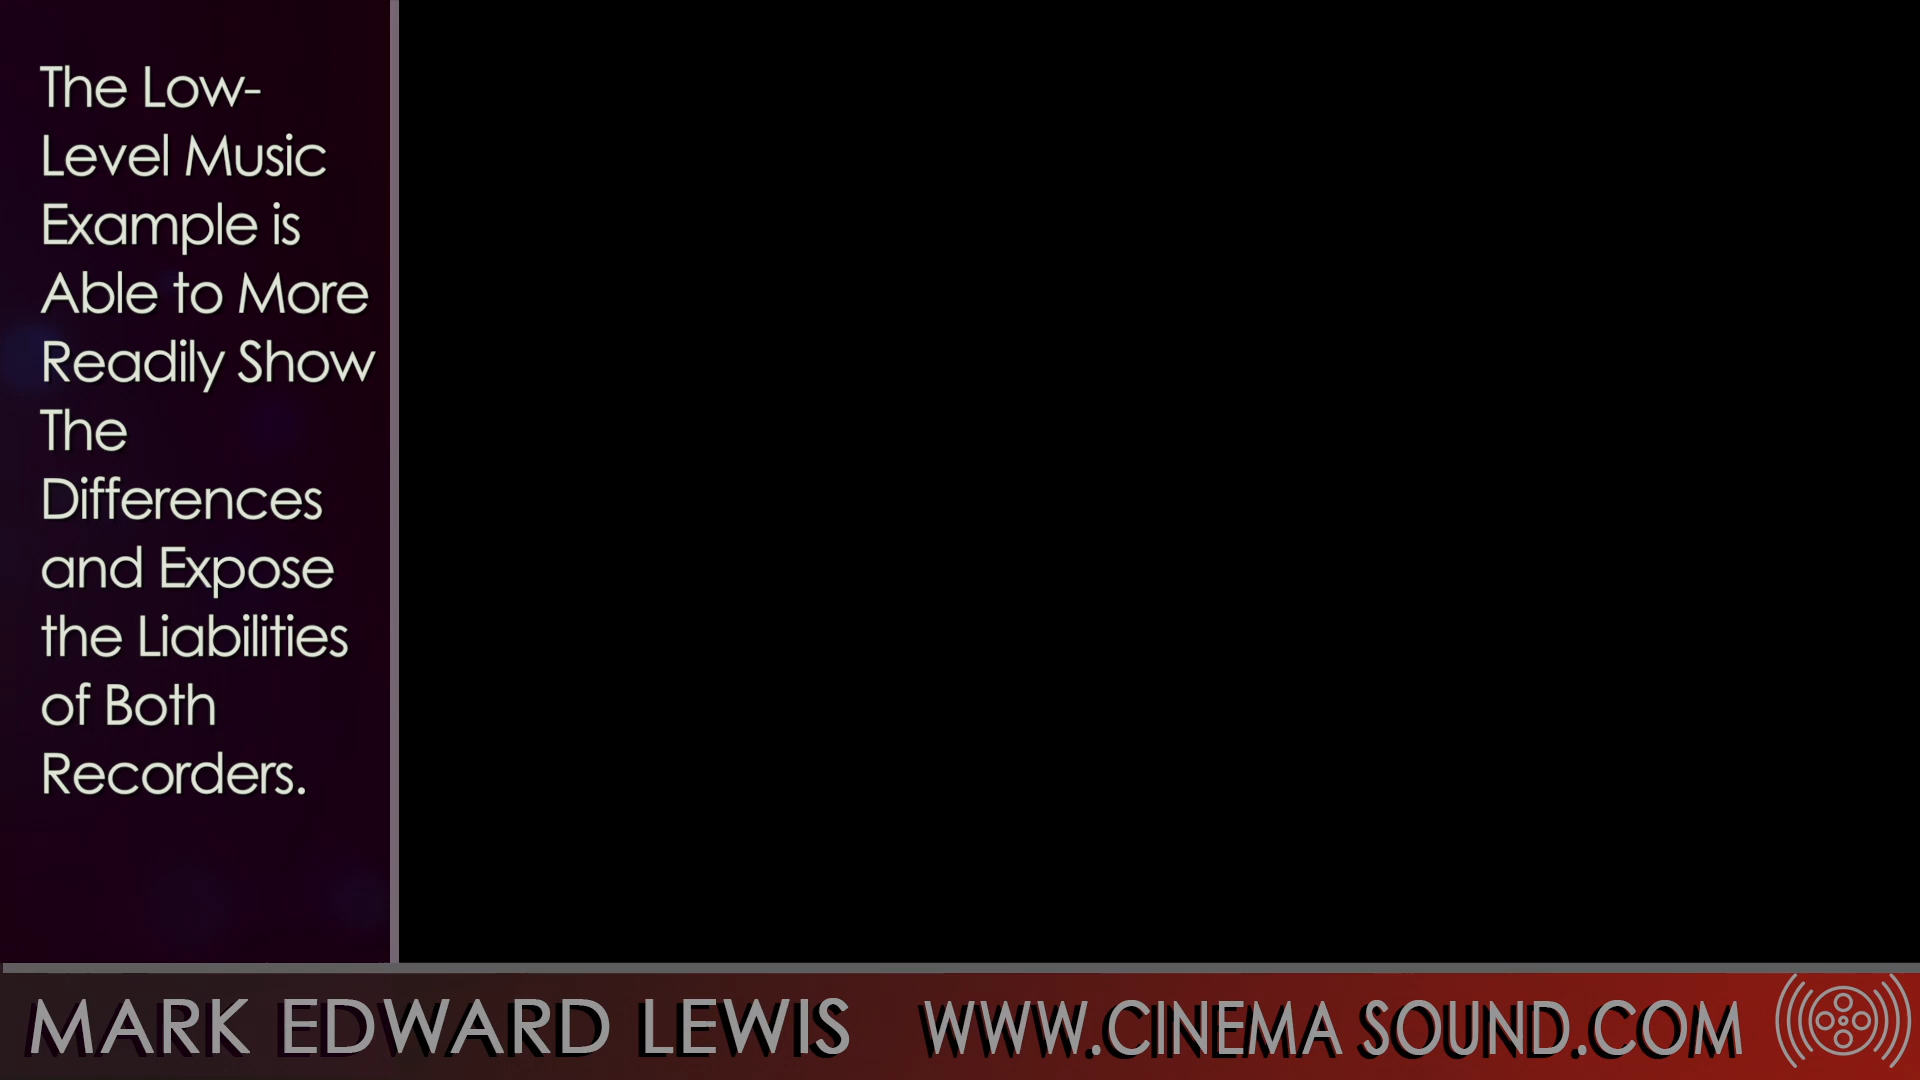 The Low-
Level Music
Example is
Able to More
Readily Show
The
Differences
and Expose
the Liabilities
of Both
Recorders.
MARK EDWARD LEWIS
WWW.CINEMA SOUND.COM